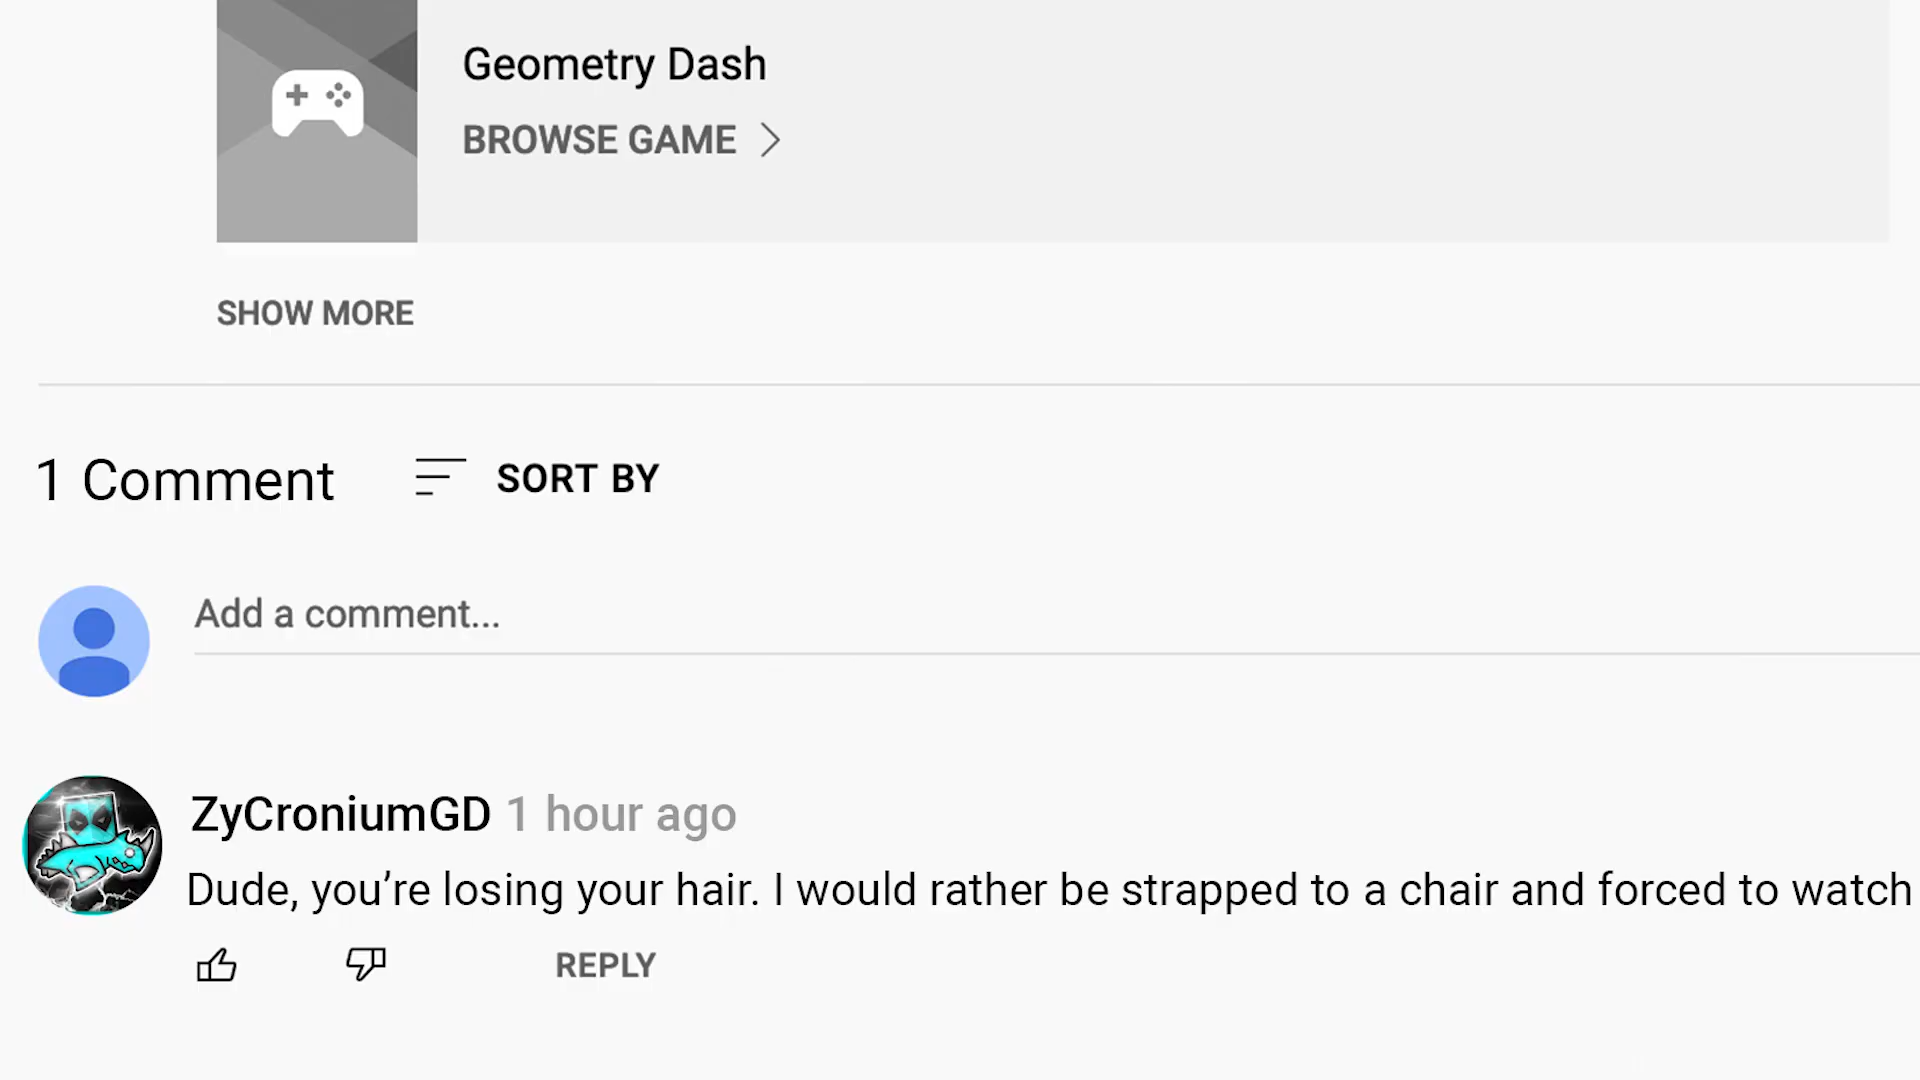 Geometry Dash
BROWSE GAME
SHOW MORE
1 Comment
SORT BY
Add a comment...
ZyCroniumGD 1 hour ago
Dude, you’re losing your hair. I would rather be strapped to a chair and forced to watch
REPLY